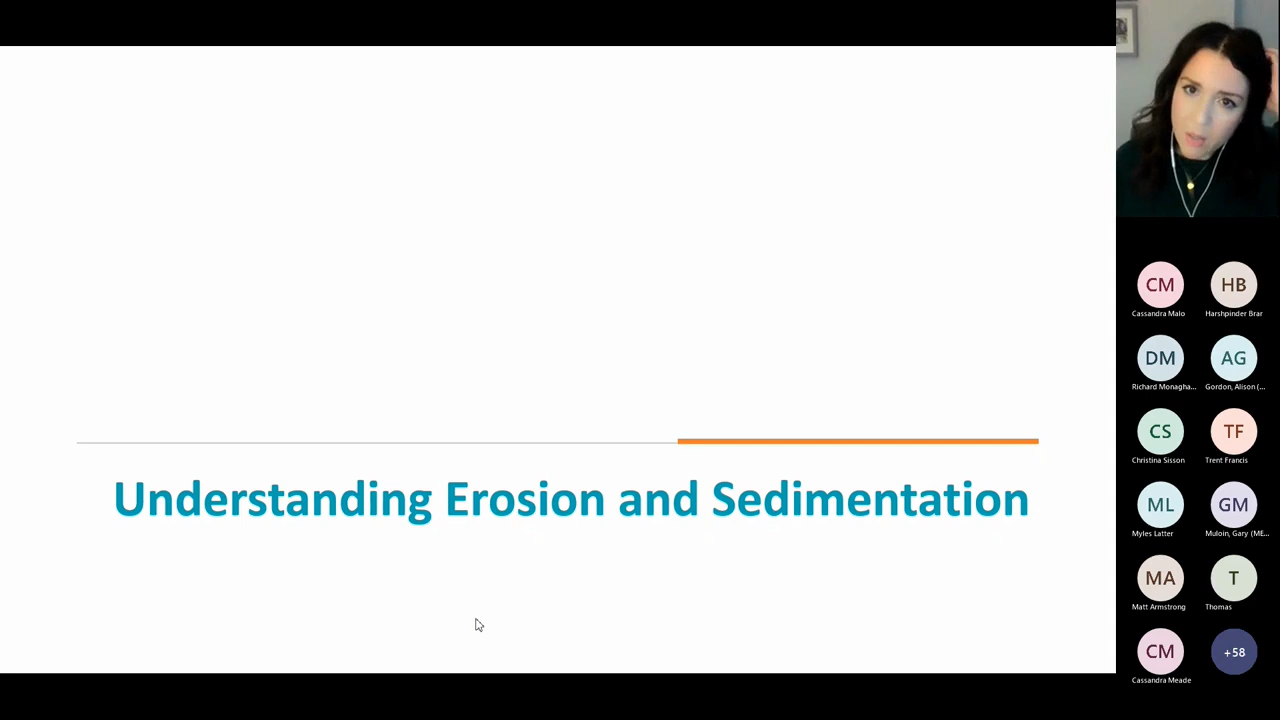 Understanding Erosion and Sedimentation
CM
HB
Cassandra Malo
Harshpinder Brar
DM
AG
Richard Monagha...
Gordon, Alison (...
CS
TF
Christina Sisson
Trent Francis
ML
GM
Myles Latter
Muloin, Gary (ME...
MA
T
Matt Armstrong
Thomas
CM
+58
Cassandra Meade